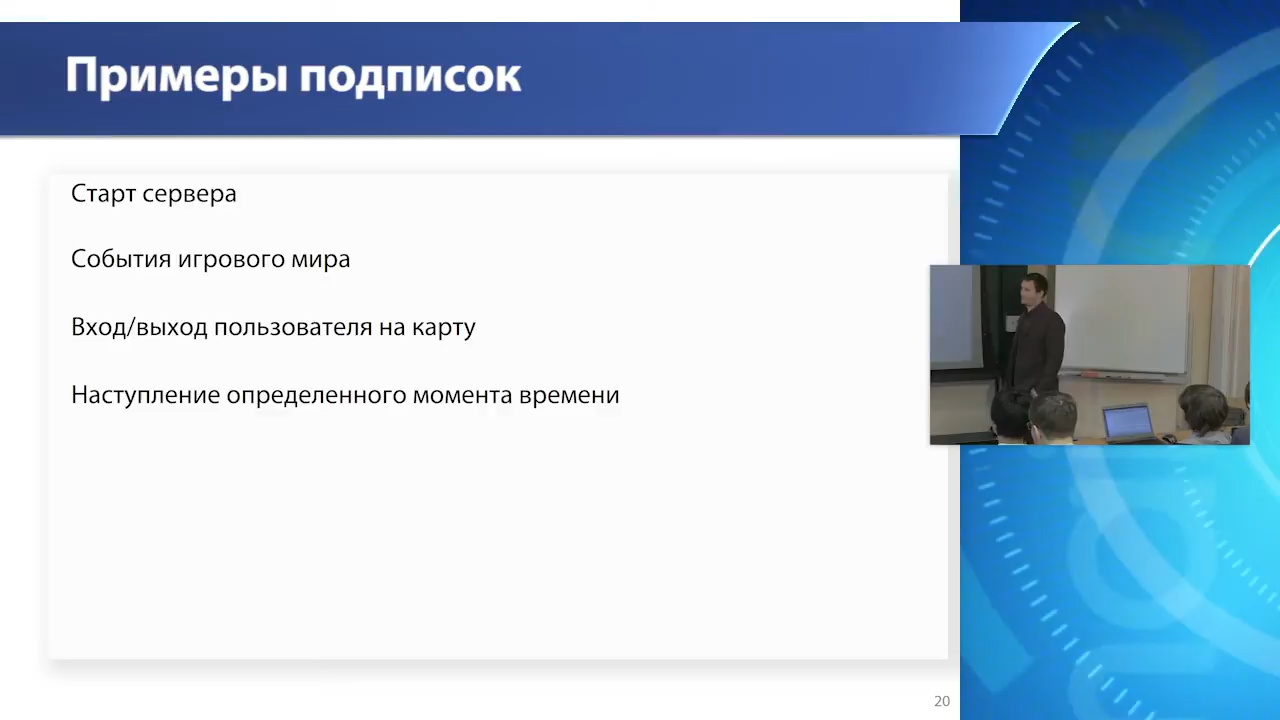 Примеры подписок
Старт сервера
События игрового мира
Вход/выход пользователя на карту
Наступление определенного момента времени
20